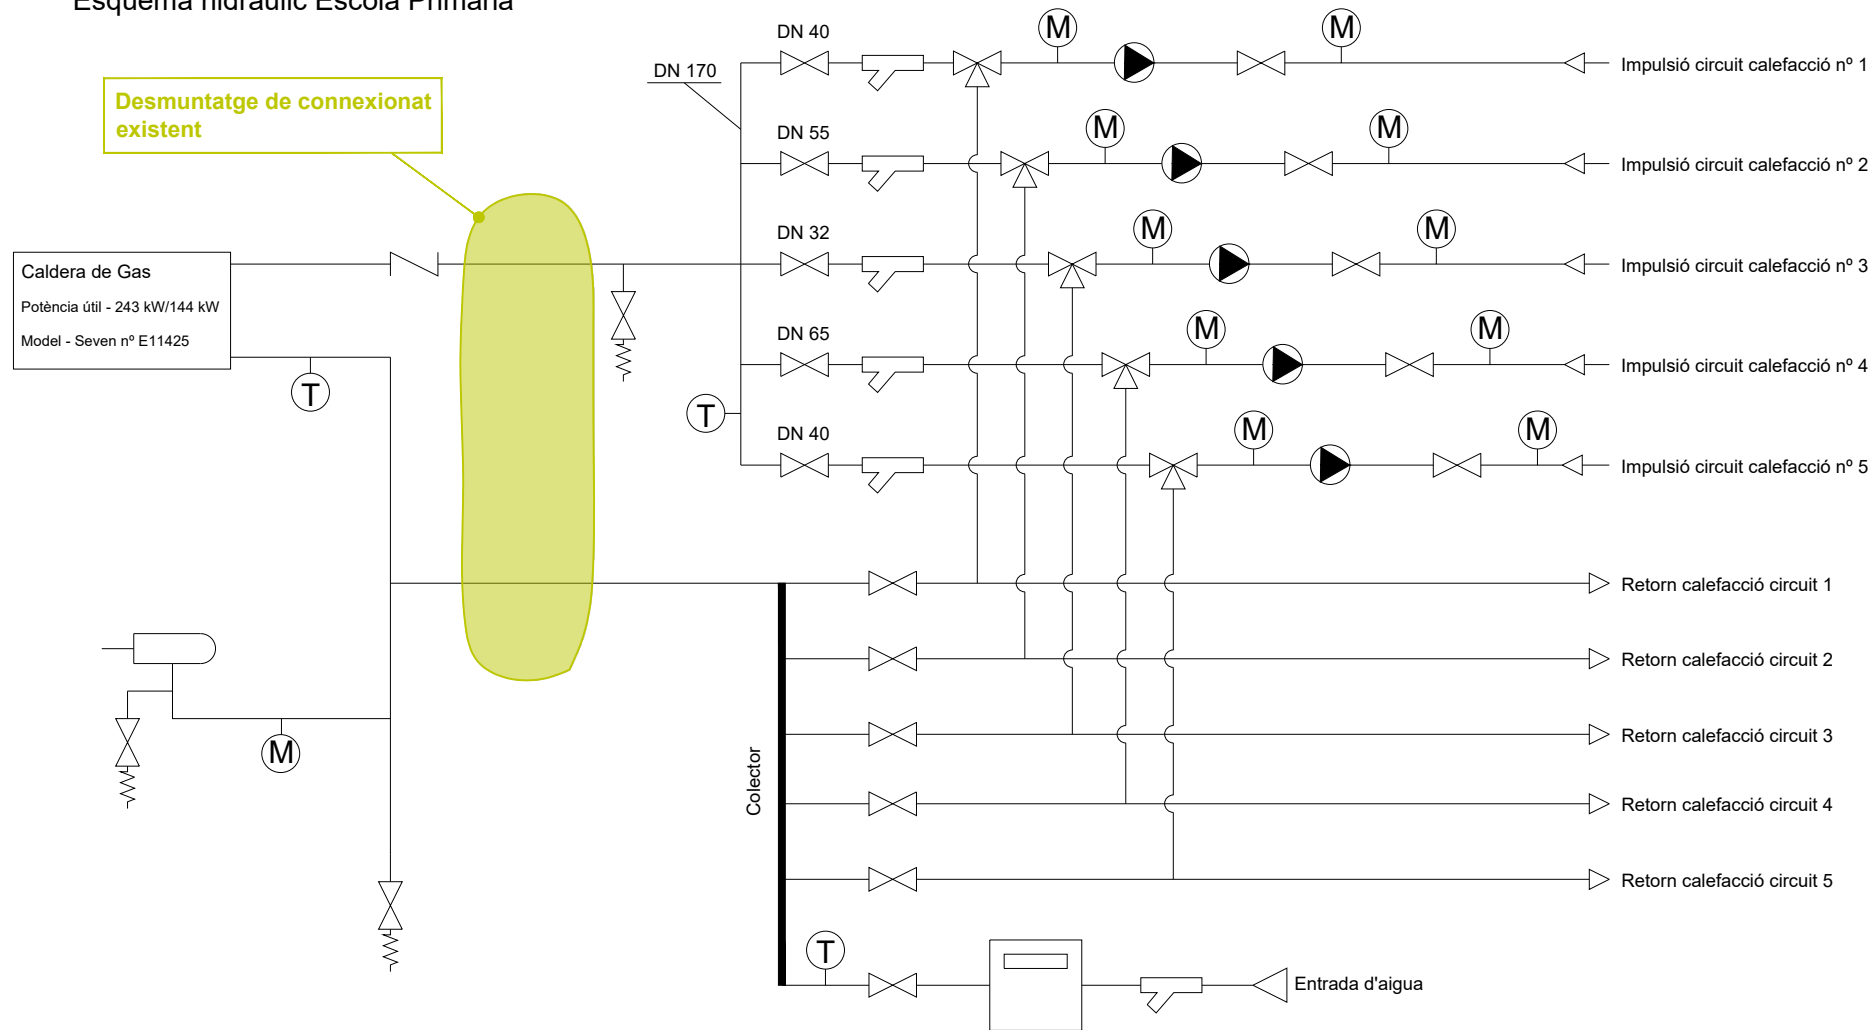 Esquema hidràulic Escola Primària
DN 40
M
M
Impulsió circuit calefacció nº 1
DN 170
Desmuntatge de connexionat
existent
DN 55
M
M
Impulsió circuit calefacció nº 2
DN 32
M
M
Impulsió circuit calefacció nº 3
Caldera de Gas
Potència útil - 243 kW/144 kW
Model - Seven nº E11425
T
DN 65
M
M
Impulsió circuit calefacció nº 4
T
DN 40
M
M
Impulsió circuit calefacció nº 5
Retorn calefacció circuit 1
Retorn calefacció circuit 2
Retorn calefacció circuit 3
M
Colector
Retorn calefacció circuit 4
Retorn calefacció circuit 5
T
Entrada d'aigua